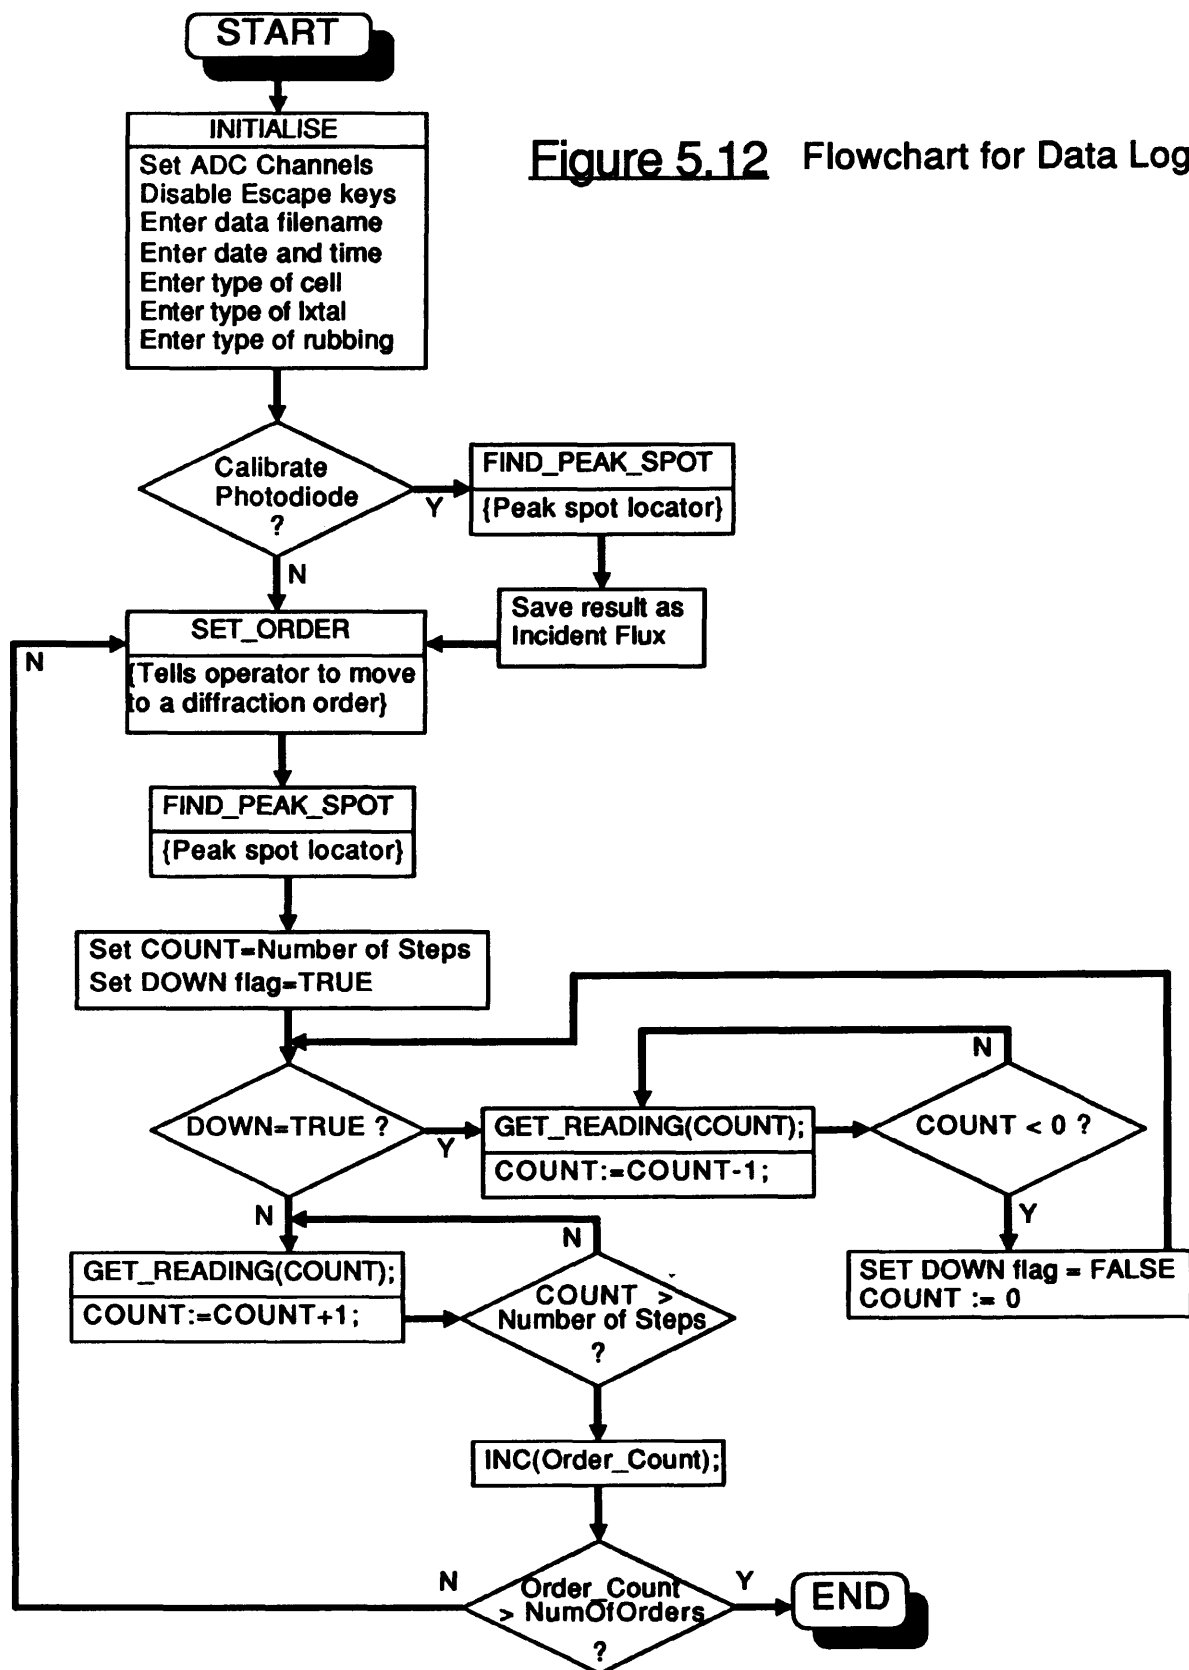 START
INITIALISE
Set ADC Channels
Disable Escape keys
Enter data filename
Enter date and time
Enter type of cell
Enter type of lxtal
Enter type of rubbing
Figure 5.12 Flowchart for Data Log
Calibrate
Photodiode
?
Y
N
FIND_PEAK_SPOT
{Peak spot locator}
Save result as
Incident Flux
N
SET_ORDER
{Tells operator to move
to a diffraction order}
FIND_PEAK_SPOT
{Peak spot locator}
Set COUNT=Number of Steps
Set DOWN flag=TRUE
DOWN=TRUE ?
Y
N
GET_READING(COUNT);
COUNT:=COUNT-1;
N
COUNT < 0 ?
Y
SET DOWN flag = FALSE
COUNT := 0
GET_READING(COUNT);
COUNT:=COUNT+1;
N
COUNT >
Number of Steps
?
INC(Order_Count);
N
Order_Count
> NumOfOrders
?
Y
END